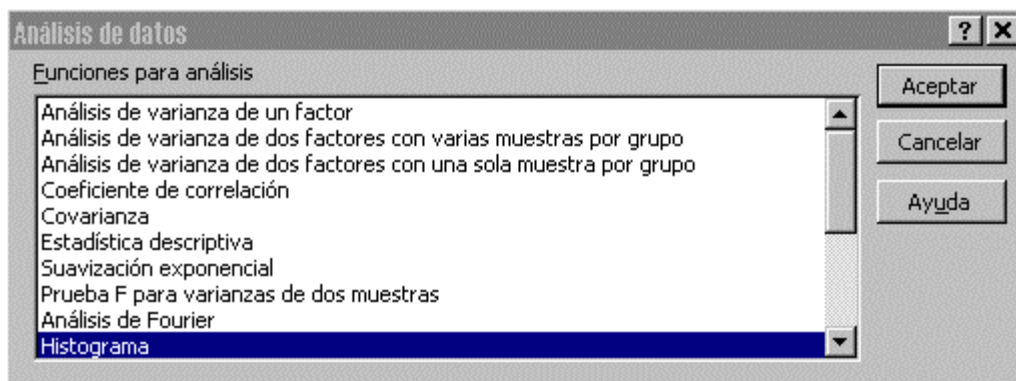 Análisis de datos
Funciones para análisis
Análisis de varianza de un factor
Análisis de varianza de dos factores con varias muestras por grupo
Análisis de varianza de dos factores con una sola muestra por grupo
Coeficiente de correlación
Covarianza
Estadística descriptiva
Suavización exponencial
Prueba F para varianzas de dos muestras
Análisis de Fourier
Histograma
Aceptar
Cancelar
Ayuda